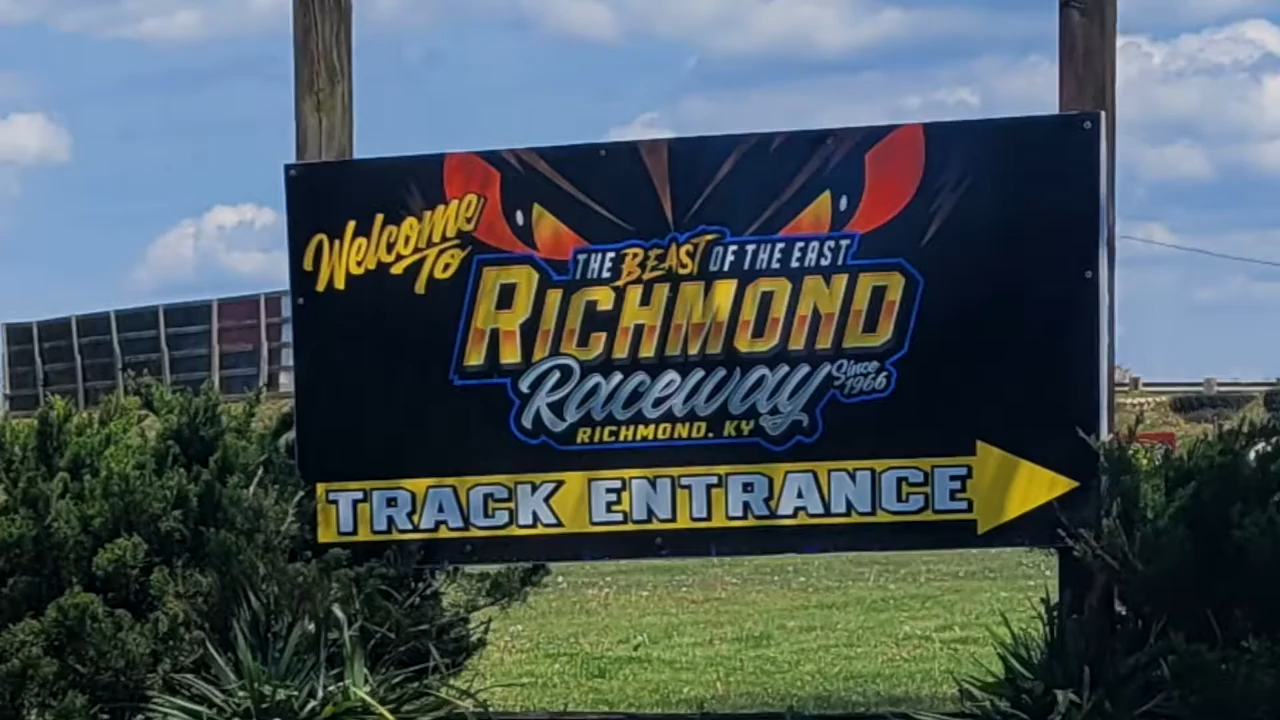 Welcome
To
THE BEAST OF THE EAST
RICHMOND
Raceway
Since
1966
RICHMOND. KY
TRACK ENTRANCE